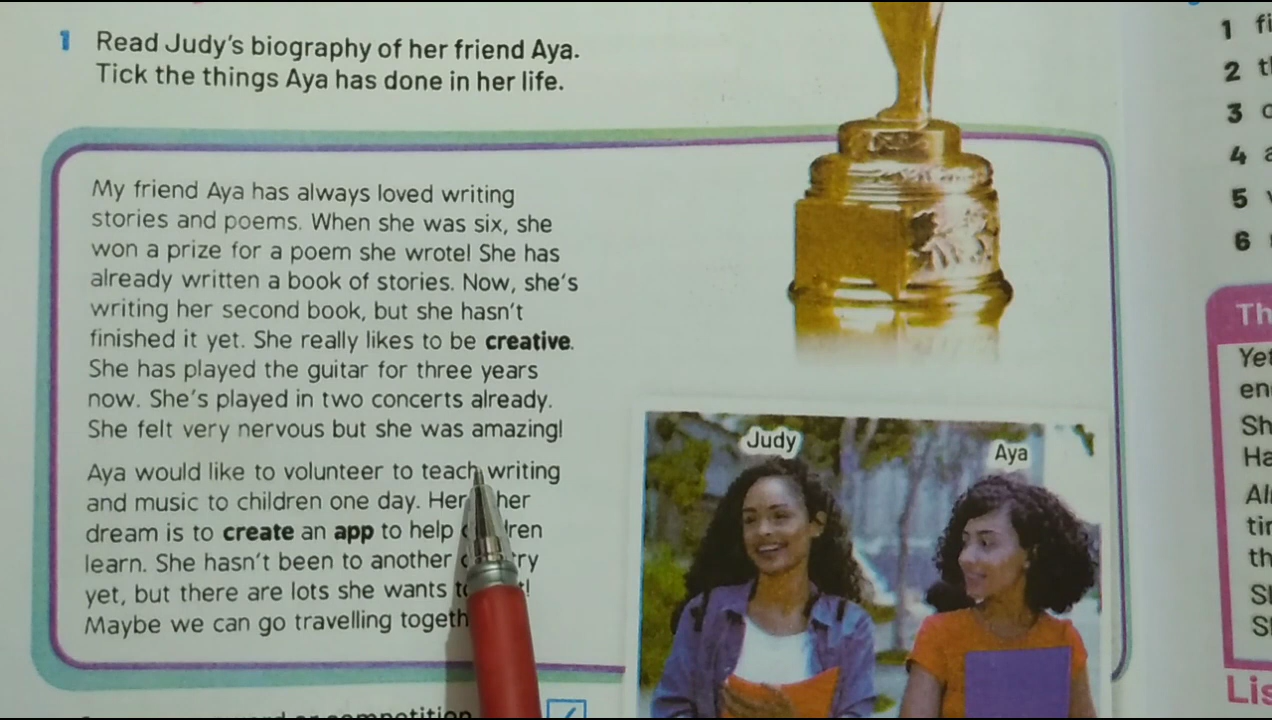 1 Read Judy's biography of her friend Aya.
Tick the things Aya has done in her life.
My friend Aya has always loved writing
stories and poems. When she was six, she
won a prize for a poem she wrote! She has
already written a book of stories. Now, she's
writing her second book, but she hasn't
finished it yet. She really likes to be creative.
She has played the guitar for three years
now. She's played in two concerts already.
She felt very nervous but she was amazing!
Aya would like to volunteer to teach writing
and music to children one day. Her her
dream is to create an app to help
learn. She hasn't been to another
yet, but there are lots she wants
Maybe we can go travelling
Judy
Aya
or competition
1
2
3
4
5
6
Th
Yet
en
Sh
Ha
Al
tir
th
S
S
Lis